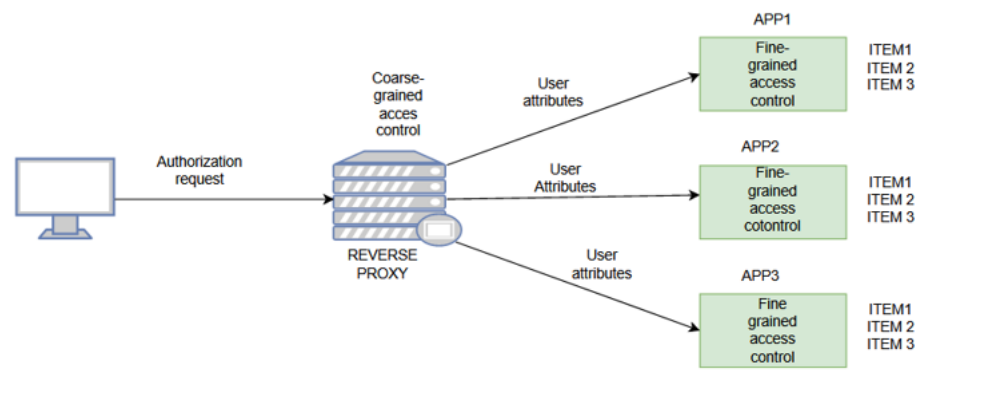 APP1
Fine-
grained
access
control
ITEM1
ITEM 2
ITEM 3
Coarse-
grained
acces
control
User
attributes
Authorization
request
REVERSE
PROXY
APP2
User
Attributes
Fine-
grained
access
cotontrol
ITEM1
ITEM 2
ITEM 3
User
attributes
APP3
Fine
grained
access
control
ITEM1
ITEM 2
ITEM 3